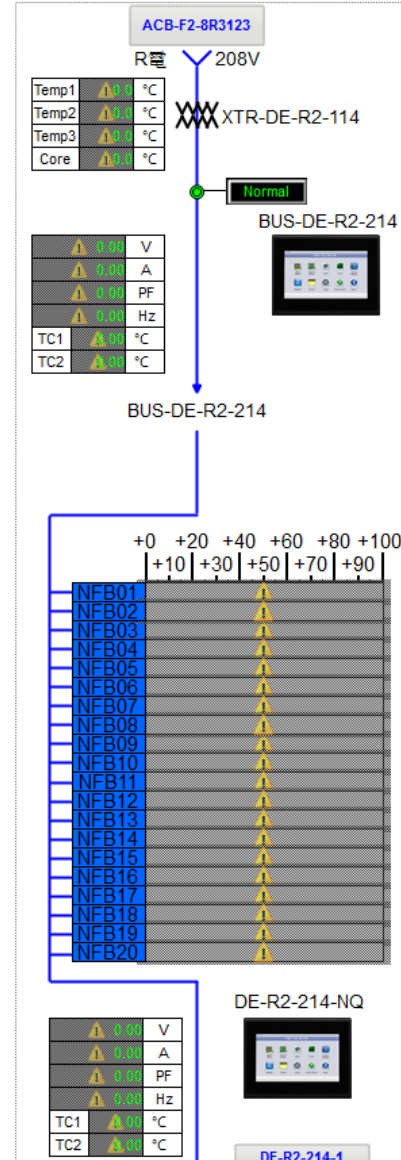 ACB-F2-8R3123
R電 208V
Temp1 0.0 °C
Temp2 0.0 °C
Temp3 0.0 °C
Core 0.0 °C
XTR-DE-R2-114
Normal
BUS-DE-R2-214
0.00 V
0.00 A
0.00 PF
0.00 Hz
TC1 0.00 °C
TC2 0.00 °C
BUS-DE-R2-214
+0 +20 +40 +60 +80 +100
+10 +30 +50 +70 +90
NFB01
NFB02
NFB03
NFB04
NFB05
NFB06
NFB07
NFB08
NFB09
NFB10
NFB11
NFB12
NFB13
NFB14
NFB15
NFB16
NFB17
NFB18
NFB19
NFB20
DE-R2-214-NQ
0.00 V
0.00 A
0.00 PF
0.00 Hz
TC1 0.00 °C
TC2 0.00 °C
DE-R2-214-1